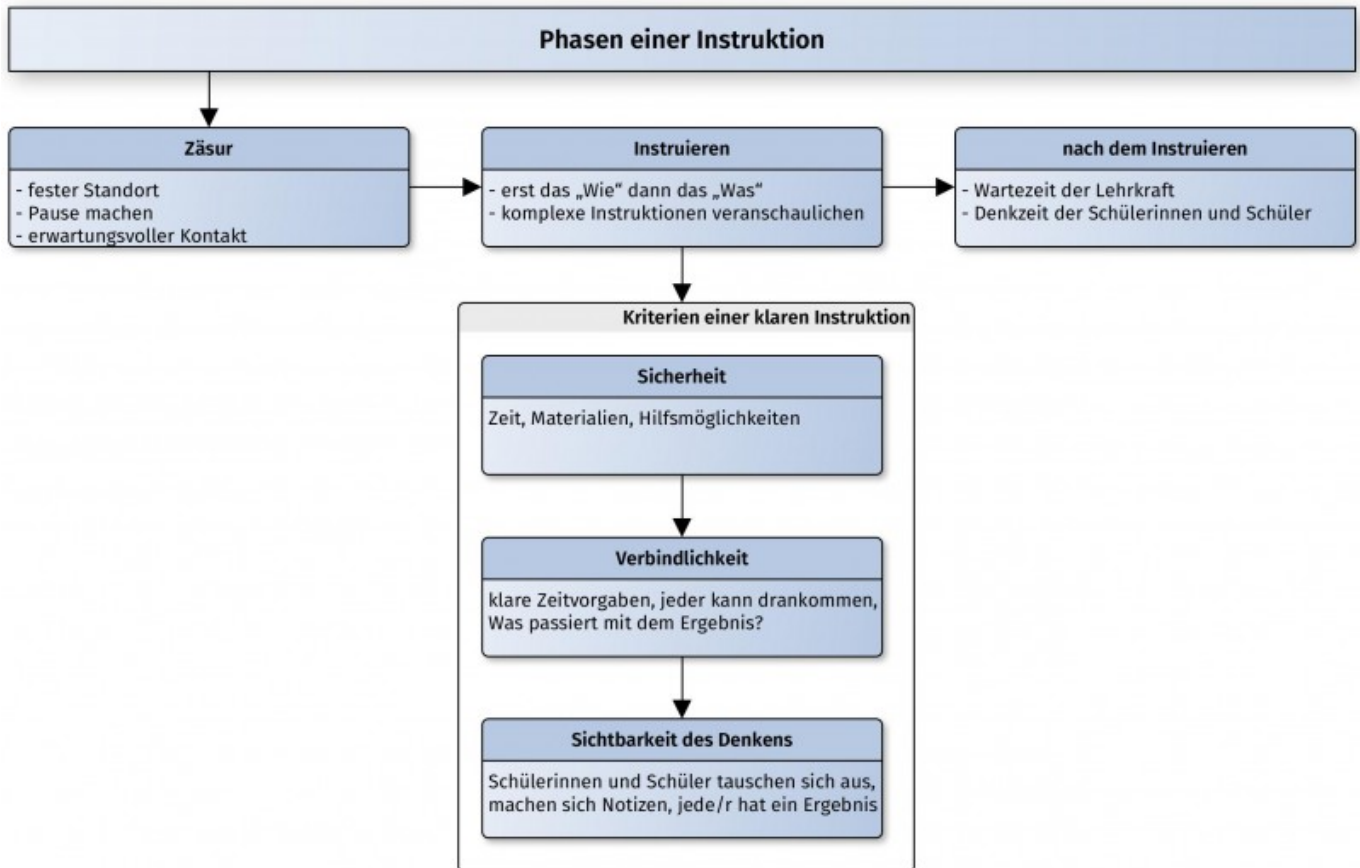 Phasen einer Instruktion
Zäsur
- fester Standort
- Pause machen
- erwartungsvoller Kontakt
Instruieren
- erst das „Wie“ dann das „Was“
- komplexe Instruktionen veranschaulichen
nach dem Instruieren
- Wartezeit der Lehrkraft
- Denkzeit der Schülerinnen und Schüler
Kriterien einer klaren Instruktion
Sicherheit
Zeit, Materialien, Hilfsmöglichkeiten
Verbindlichkeit
klare Zeitvorgaben, jeder kann drankommen,
Was passiert mit dem Ergebnis?
Sichtbarkeit des Denkens
Schülerinnen und Schüler tauschen sich aus,
machen sich Notizen, jede/r hat ein Ergebnis